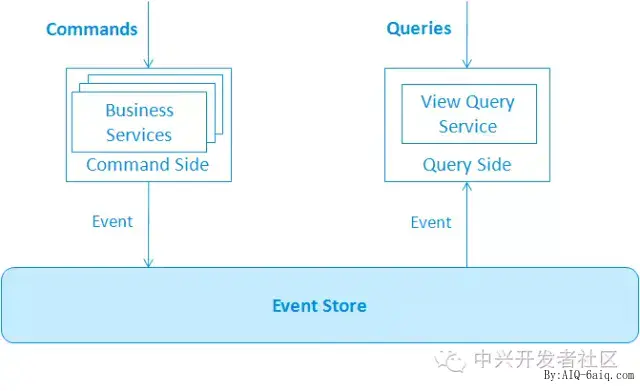 Commands
Queries
Business
Services
Command Side
View Query
Service
Query Side
Event
Event
Event Store
中兴开发者社区
By:AIQ-6aiq.com